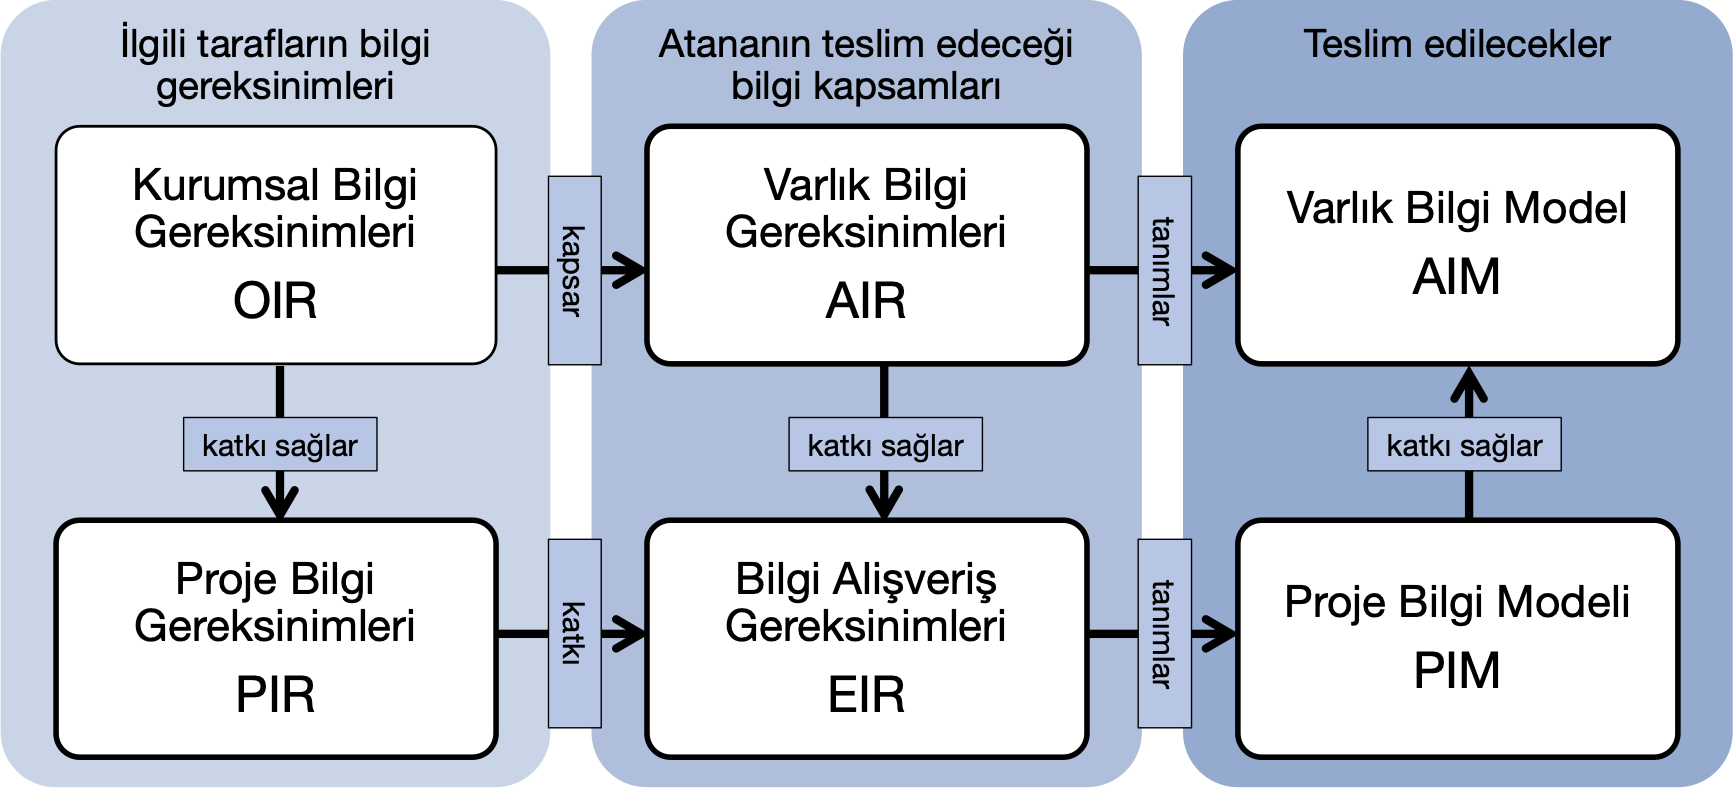 İlgili tarafların bilgi
gereksinimleri
Kurumsal Bilgi
Gereksinimleri
OIR
katkı sağlar
Proje Bilgi
Gereksinimleri
PIR
kapsar
katkı
Atananın teslim edeceği
bilgi kapsamları
Varlık Bilgi
Gereksinimleri
AIR
katkı sağlar
Bilgi Alişveriş
Gereksinimleri
EIR
tanımlar
tanımlar
Teslim edilecekler
Varlık Bilgi Model
AIM
katkı sağlar
Proje Bilgi Modeli
PIM